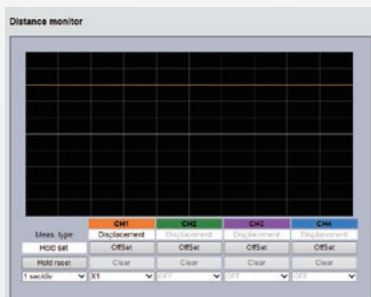 Distance monitor
CH1 CH2 CH3 CH4
Meas. type Displacement Displacement Displacement Displacement
Hold set OffSet OffSet OffSet OffSet
Hold reset Clear Clear Clear Clear
1 sec/div X1 OFF OFF OFF